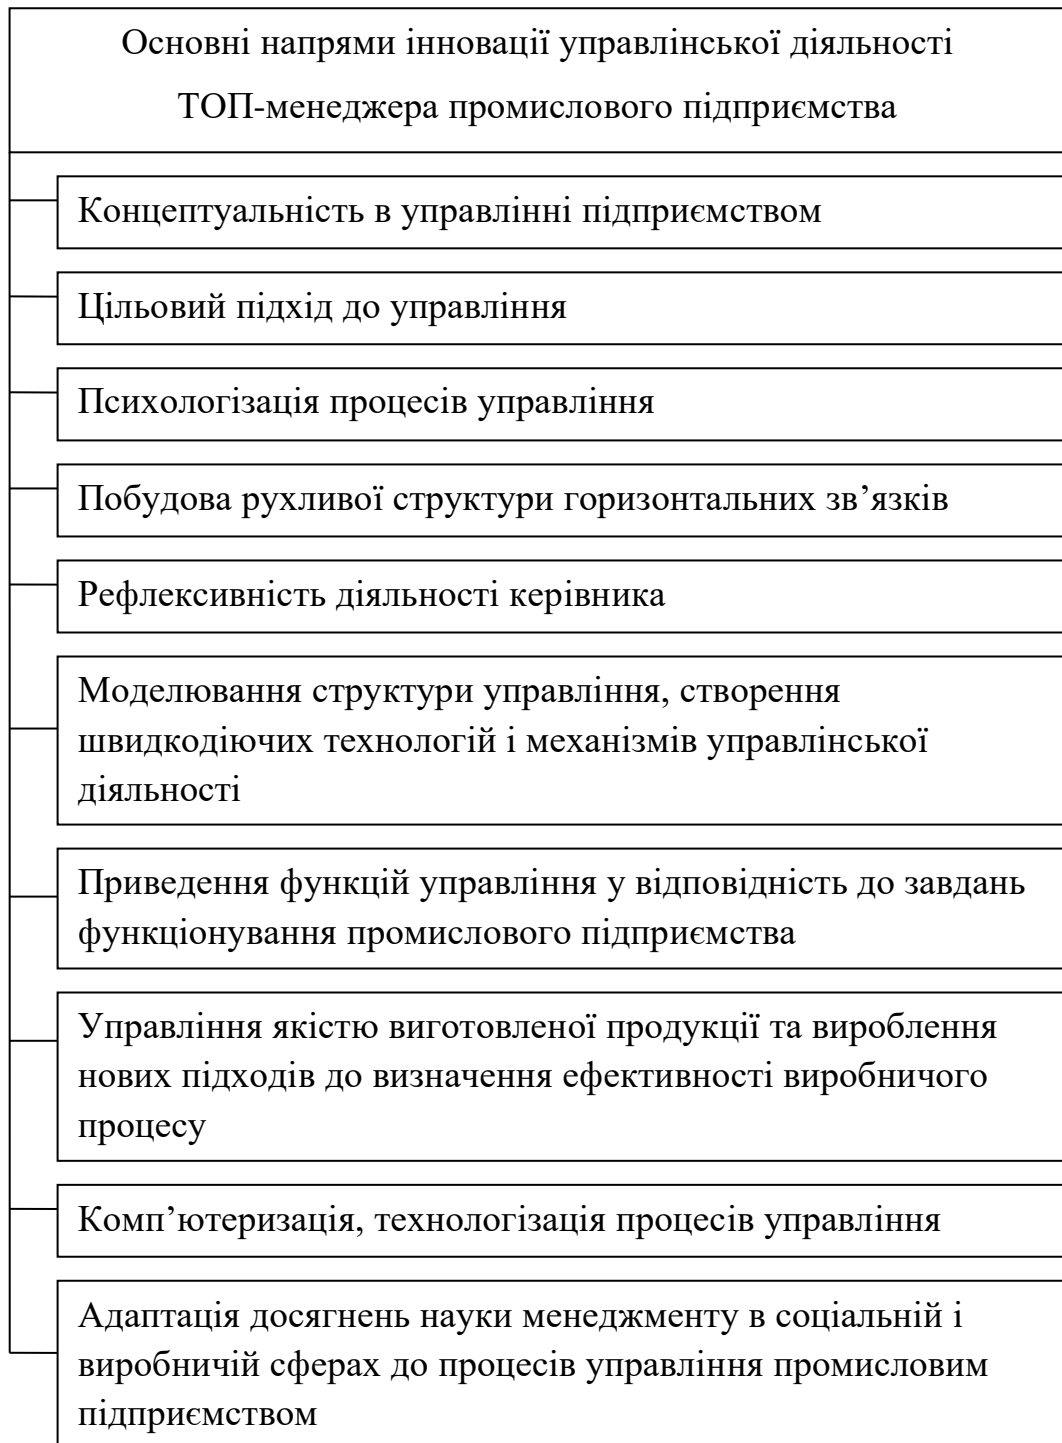 Основні напрями інновації управлінської діяльності
ТОП-менеджера промислового підприємства
Концептуальність в управлінні підприємством
Цільовий підхід до управління
Психологізація процесів управління
Побудова рухливої структури горизонтальних зв’язків
Рефлексивність діяльності керівника
Моделювання структури управління, створення
швидкодіючих технологій і механізмів управлінської
діяльності
Приведення функцій управління у відповідність до завдань
функціонування промислового підприємства
Управління якістю виготовленої продукції та вироблення
нових підходів до визначення ефективності виробничого
процесу
Комп’ютеризація, технологізація процесів управління
Адаптація досягнень науки менеджменту в соціальній і
виробничій сферах до процесів управління промисловим
підприємством